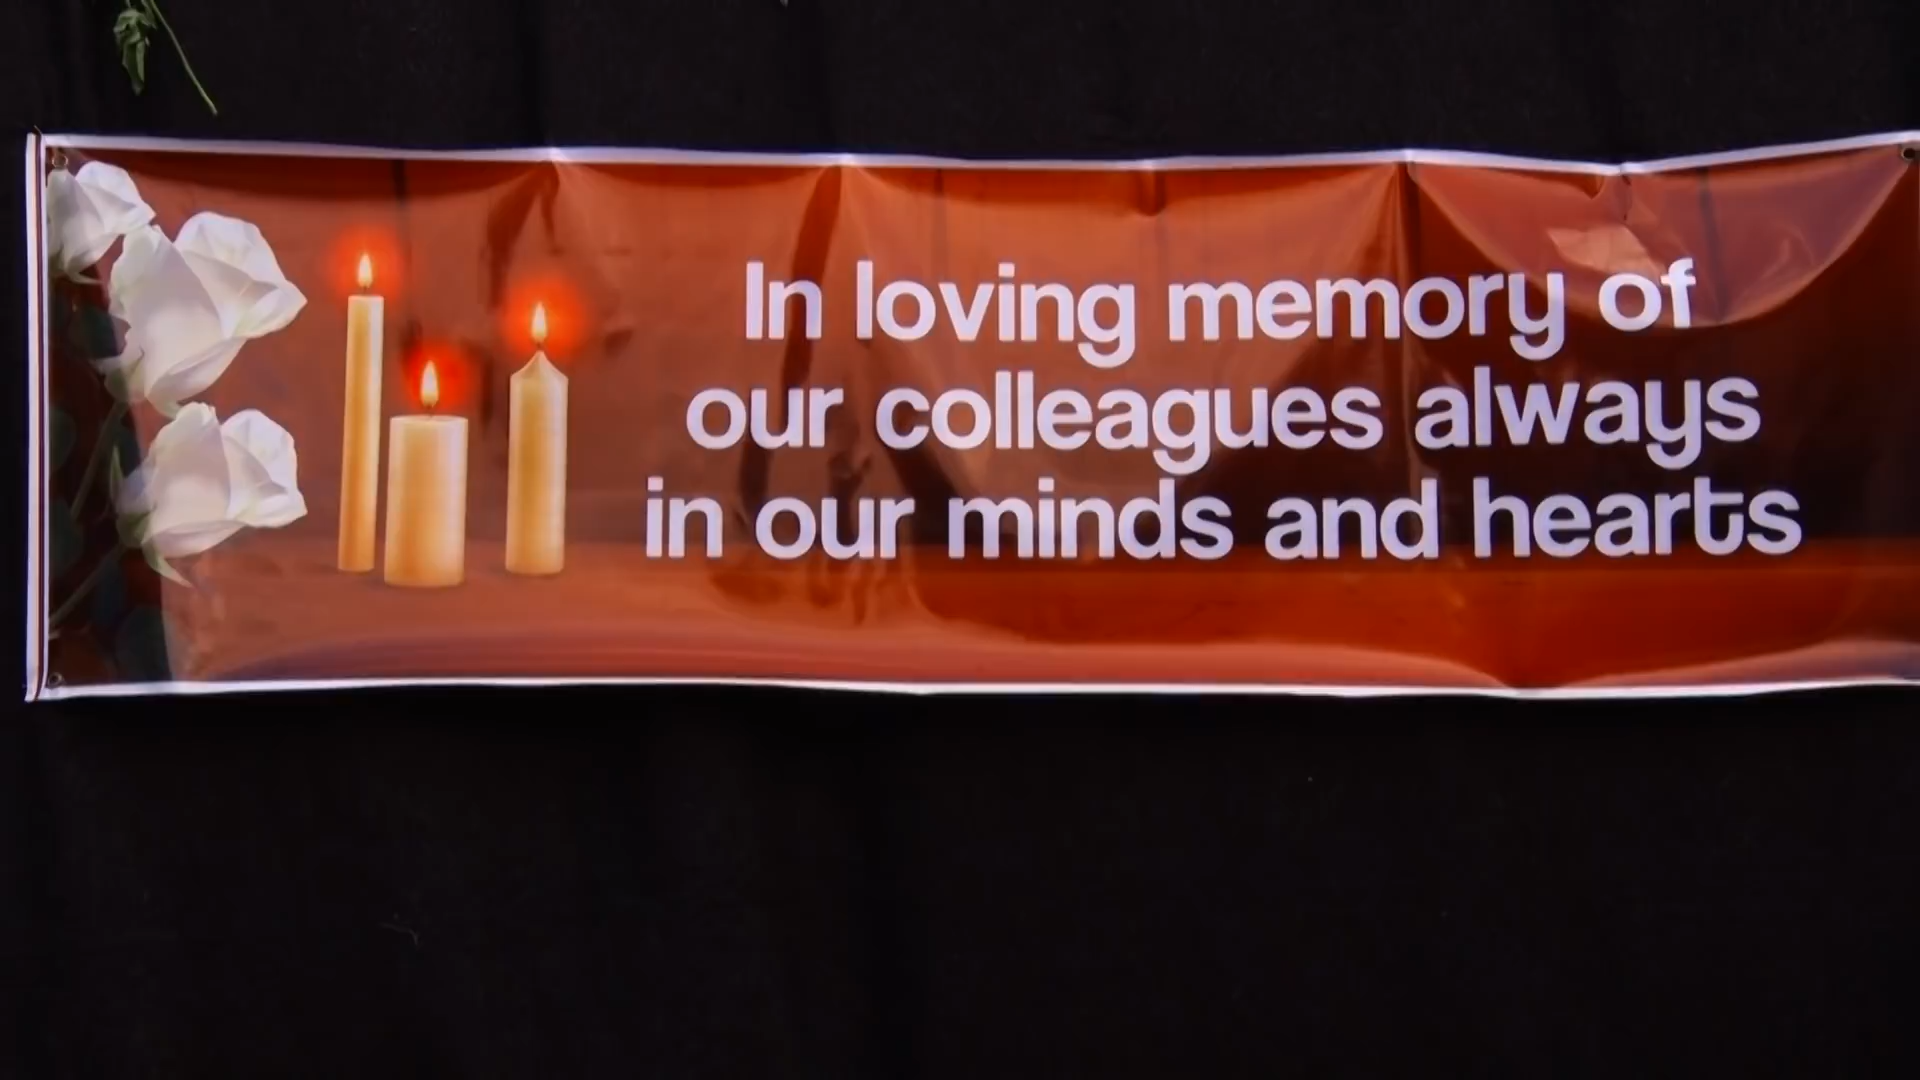 In loving memory of
our colleagues always
in our minds and hearts